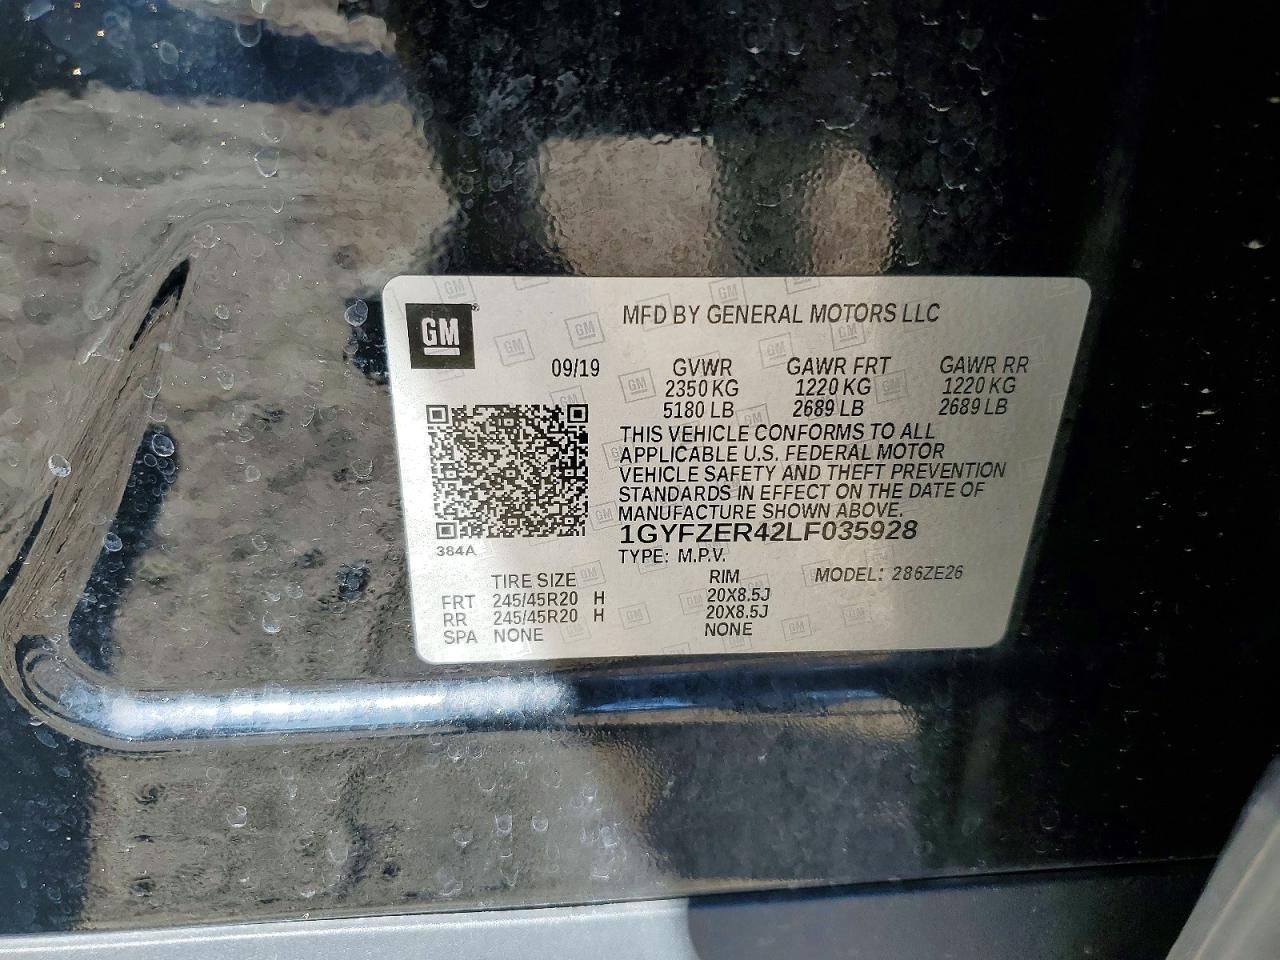 GM
MFD BY GENERAL MOTORS LLC
09/19 GVWR GAWR FRT GAWR RR
2350 KG 1220 KG 1220 KG
5180 LB 2689 LB 2689 LB
THIS VEHICLE CONFORMS TO ALL
APPLICABLE U.S. FEDERAL MOTOR
VEHICLE SAFETY AND THEFT PREVENTION
STANDARDS IN EFFECT ON THE DATE OF
MANUFACTURE SHOWN ABOVE.
1GYFZER42LF035928
384A
TYPE: M.P.V. MODEL: 286ZE26
TIRE SIZE RIM
FRT 245/45R20 H 20X8.5J
RR 245/45R20 H 20X8.5J
SPA NONE NONE